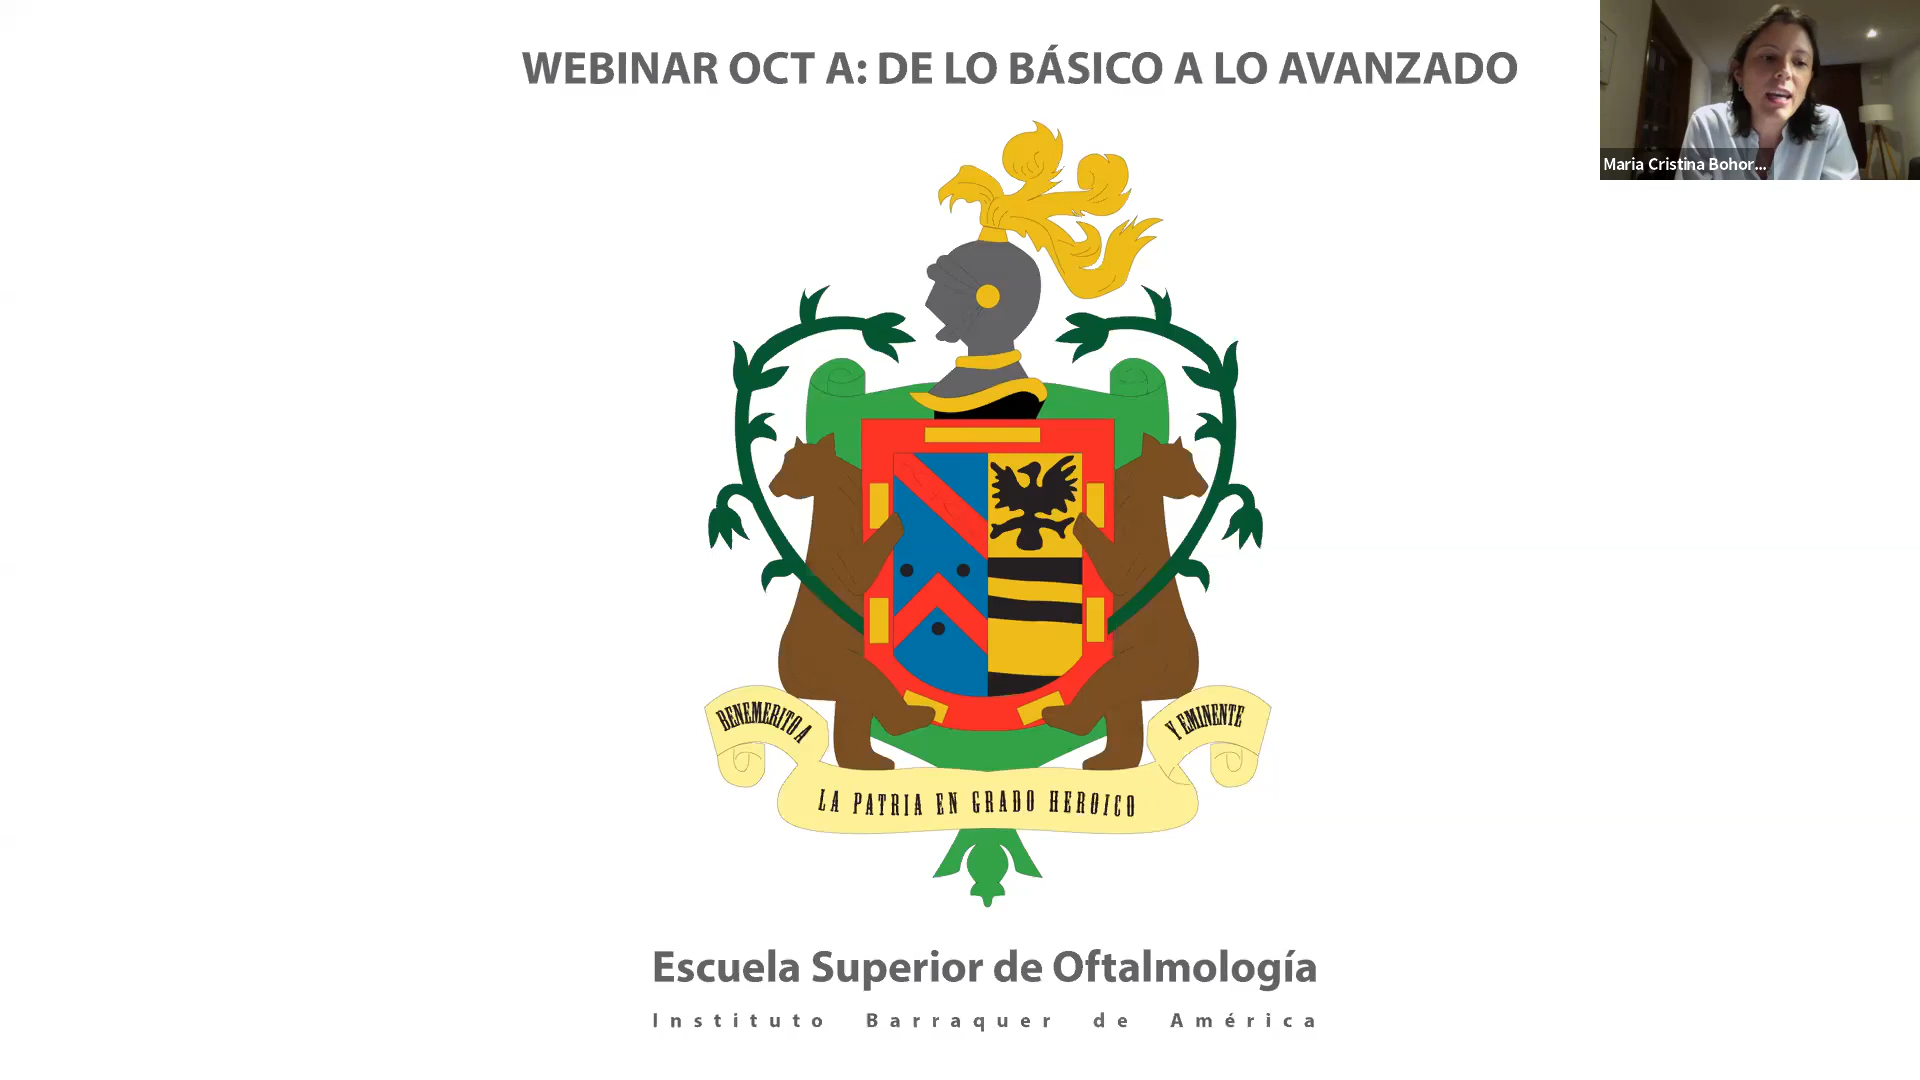 WEBINAR OCT A: DE LO BÁSICO A LO AVANZADO
Maria Cristina Bohor...
BENEMERITO A
Y EMINENTE
LA PATRIA EN GRADO HEROICO
Escuela Superior de Oftalmología
Instituto Barraquer de América